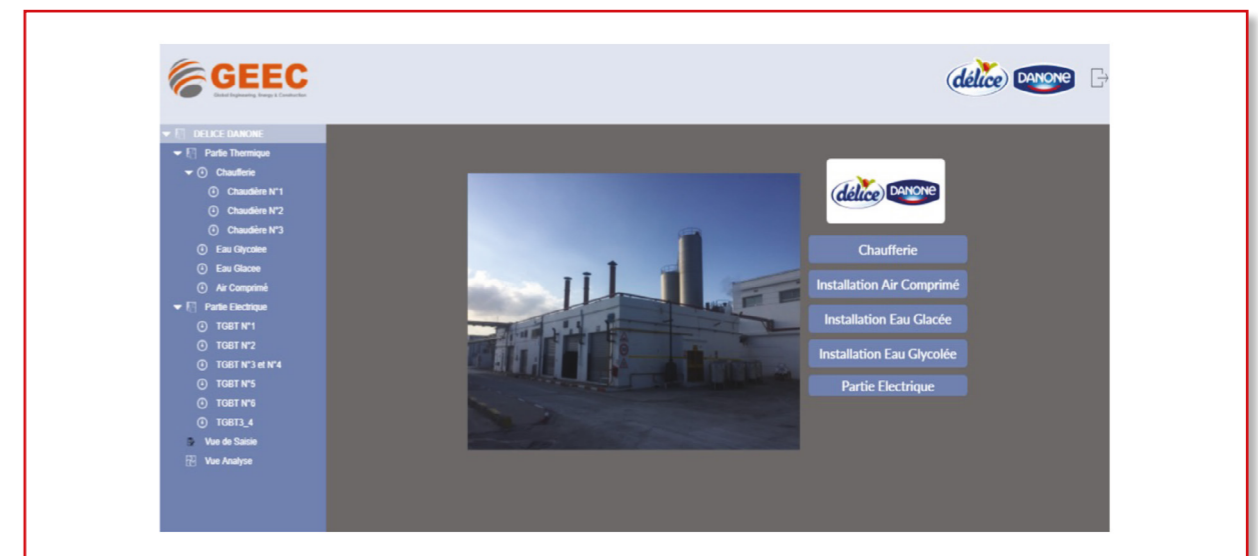 GEEC
Global Engineering, Energy & Construction
délice DANONE
DELICE DANONE
Partie Thermique
Chaufferie
Chaudière N°1
Chaudière N°2
Chaudière N°3
Eau Glycolee
Eau Glacee
Air Comprimé
Partie Electrique
TGBT N°1
TGBT N°2
TGBT N°3 et N°4
TGBT N°5
TGBT N°6
TGBT3_4
Vue de Saisie
Vue Analyse
délice DANONE
Chaufferie
Installation Air Comprimé
Installation Eau Glacée
Installation Eau Glycolée
Partie Electrique